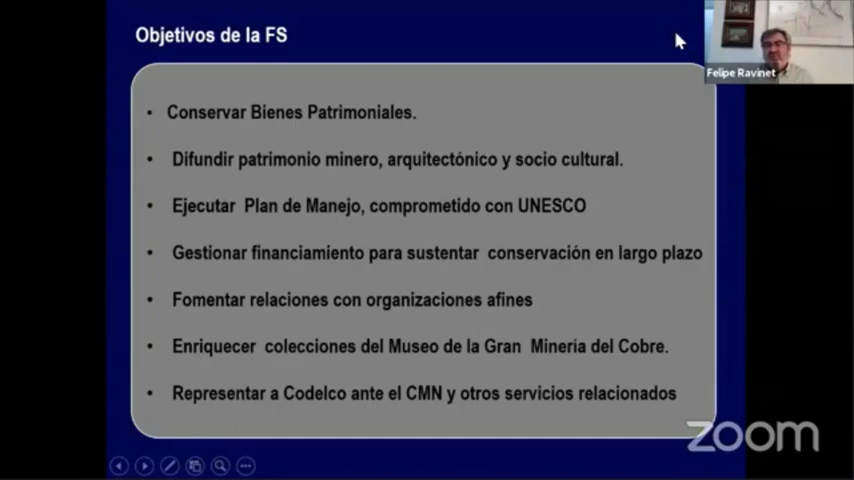 Objetivos de la FS
Felipe Ravinet
• Conservar Bienes Patrimoniales.
• Difundir patrimonio minero, arquitectónico y socio cultural.
• Ejecutar Plan de Manejo, comprometido con UNESCO
• Gestionar financiamiento para sustentar conservación en largo plazo
• Fomentar relaciones con organizaciones afines
• Enriquecer colecciones del Museo de la Gran Minería del Cobre.
• Representar a Codelco ante el CMN y otros servicios relacionados
zoom